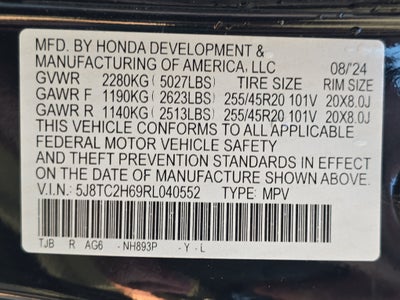 MFD. BY HONDA DEVELOPMENT &
MANUFACTURING OF AMERICA, LLC 08/'24
GVWR 2280KG (5027LBS) TIRE SIZE RIM SIZE
GAWR F 1190KG (2623LBS) 255/45R20 101V 20X8.0J
GAWR R 1140KG (2513LBS) 255/45R20 101V 20X8.0J
THIS VEHICLE CONFORMS TO ALL APPLICABLE
FEDERAL MOTOR VEHICLE SAFETY
AND THEFT PREVENTION STANDARDS IN EFFECT
ON THE DATE OF MANUFACTURE SHOWN ABOVE.
V.I.N: 5J8TC2H69RL040552 TYPE: MPV
TJB R AG6 -NH893P -Y-L